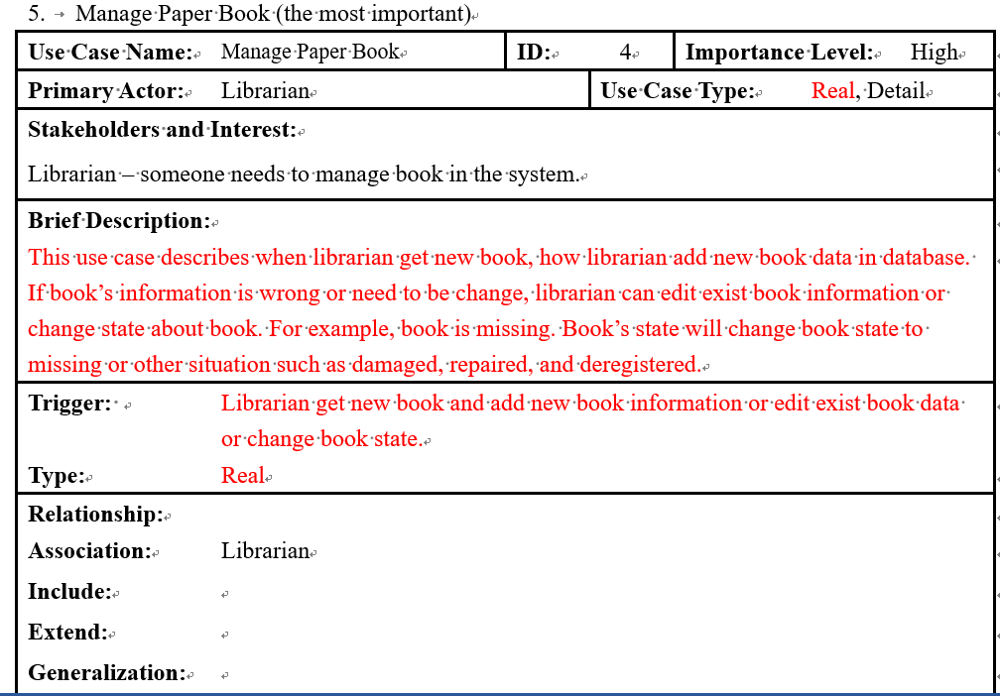 5. → Manage Paper Book (the most important)
Use Case Name: Manage Paper Book ID: 4 Importance Level: High
Primary Actor: Librarian Use Case Type: Real, Detail
Stakeholders and Interest:
Librarian – someone needs to manage book in the system.
Brief Description:
This use case describes when librarian get new book, how librarian add new book data in database.
If book's information is wrong or need to be change, librarian can edit exist book information or
change state about book. For example, book is missing. Book's state will change book state to
missing or other situation such as damaged, repaired, and deregistered.
Trigger: Librarian get new book and add new book information or edit exist book data
or change book state.
Type: Real
Relationship:
Association: Librarian
Include:
Extend:
Generalization: